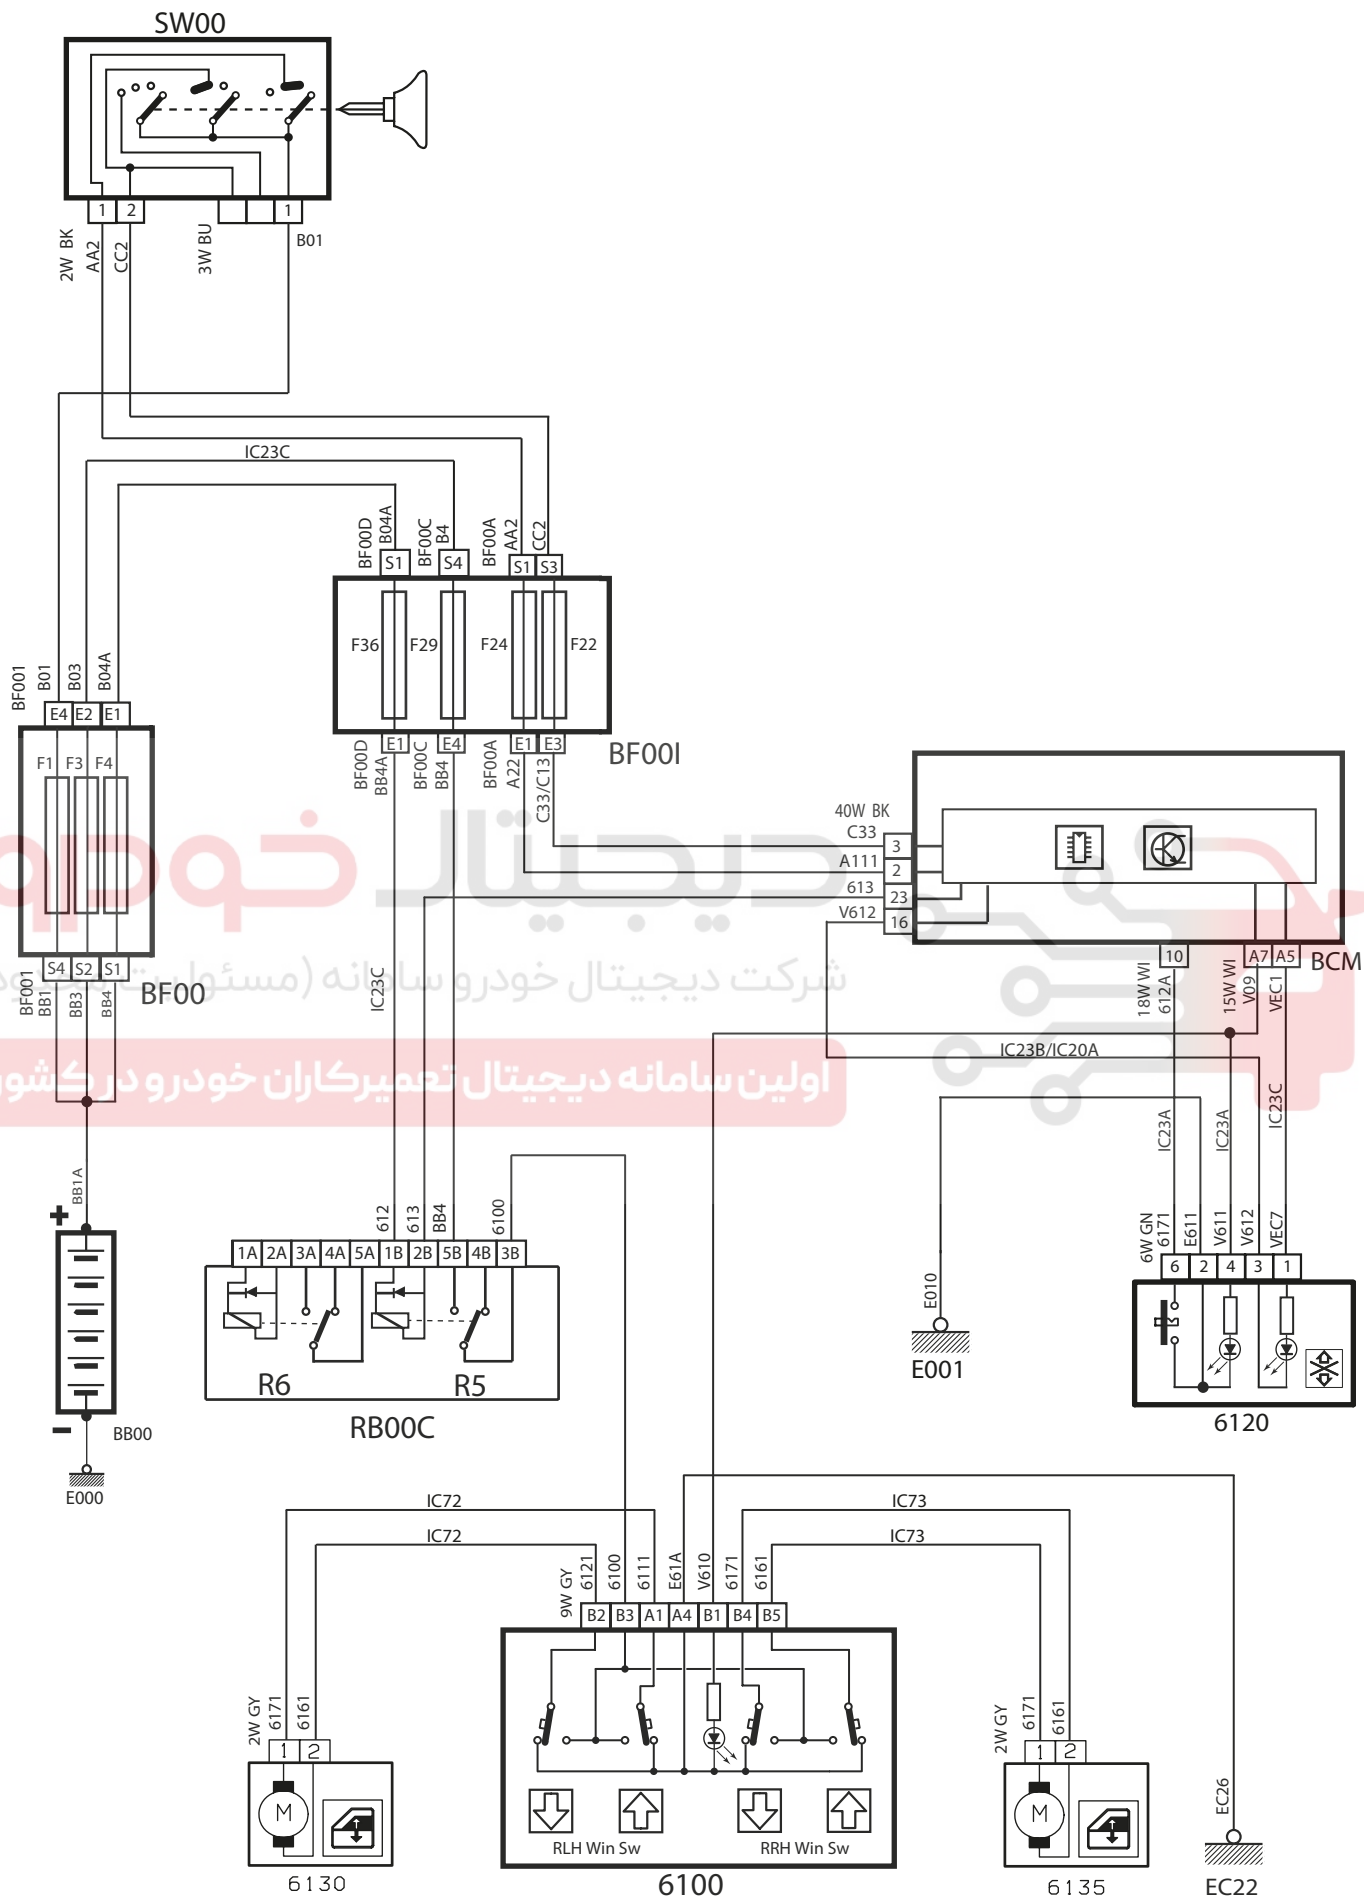 SW00
1
2
1
2W BK
AA2
CC2
3W BU
B01
IC23C
BF00D
B04A
BF00C
B4
BF00A
AA2
CC2
S1
S4
S1
S3
F36
F29
F24
F22
E1
E4
E1
E3
BF00I
BF00D
BB4A
BF00C
BB4
BF00A
A22
C33/C13
BF001
B01
B03
B04A
E4
E2
E1
F1
F3
F4
S4
S2
S1
BF00
BF001
BB1
BB3
BB4
40W BK
C33
3
A111
2
613
23
V612
16
10
A7
A5
BCM
18W WI
612A
15W WI
V09
VEC1
دیجیتال خودرو
شرکت دیجیتال خودرو سامانه (مسئولیت محدود
اولین سامانه دیجیتال تعمیرکاران خودرو در کشور
IC23C
IC23B/IC20A
IC23A
IC23A
IC23C
BB1A
+
−
BB00
E000
612
613
BB4
6100
1A
2A
3A
4A
5A
1B
2B
5B
4B
3B
R6
R5
RB00C
E010
E001
6W GN
6171
E611
V611
V612
VEC7
6
2
4
3
1
6120
IC72
IC73
IC72
IC73
9W GY
6121
6100
6111
E61A
V610
6171
6161
B2
B3
A1
A4
B1
B4
B5
RLH Win Sw
RRH Win Sw
6100
2W GY
6171
6161
1
2
M
6130
2W GY
6171
6161
1
2
M
6135
EC26
EC22